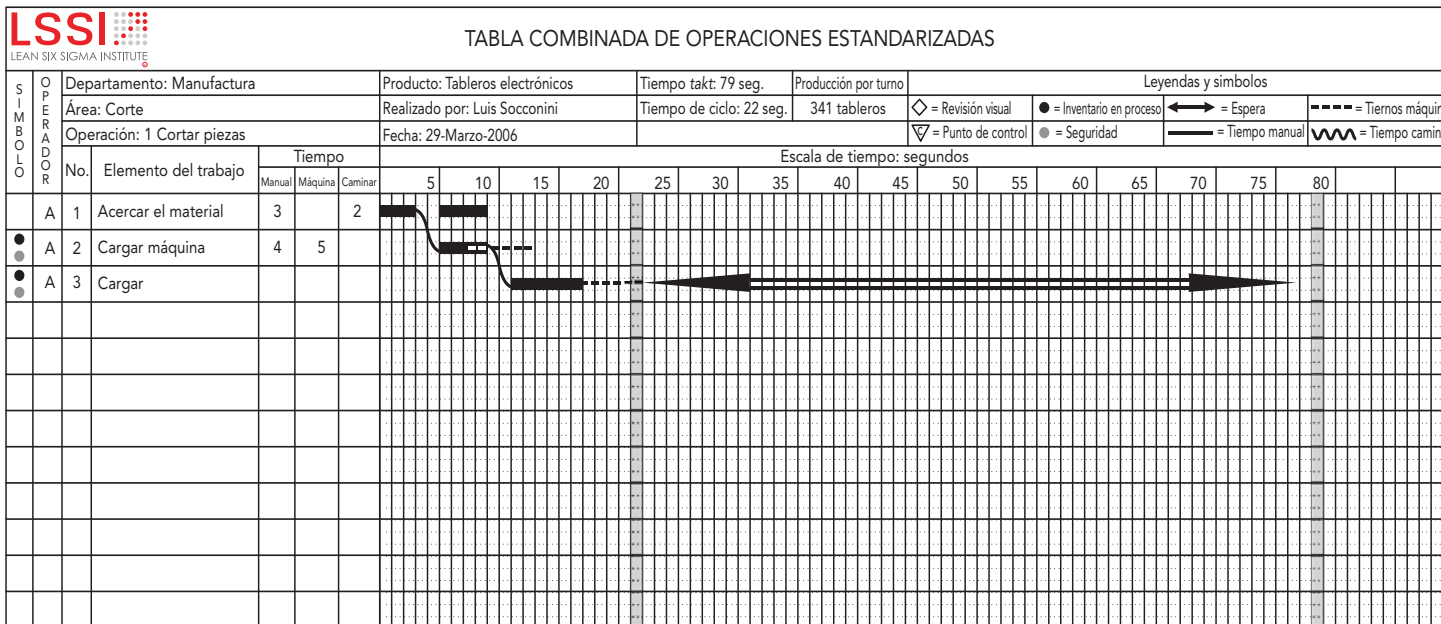 LSSI
LEAN SIX SIGMA INSTITUTE
TABLA COMBINADA DE OPERACIONES ESTANDARIZADAS
SIMBOLO
OPERADOR
Departamento: Manufactura
Producto: Tableros electrónicos
Tiempo takt: 79 seg.
Producción por turno
Leyendas y simbolos
Área: Corte
Realizado por: Luis Socconini
Tiempo de ciclo: 22 seg.
341 tableros
= Revisión visual
= Inventario en proceso
= Espera
= Tiernos máquin
Operación: 1 Cortar piezas
Fecha: 29-Marzo-2006
C = Punto de control
= Seguridad
= Tiempo manual
= Tiempo camin
No.
Elemento del trabajo
Tiempo
Escala de tiempo: segundos
Manual Máquina Caminar
5 10 15 20 25 30 35 40 45 50 55 60 65 70 75 80
A 1 Acercar el material 3 2
A 2 Cargar máquina 4 5
A 3 Cargar